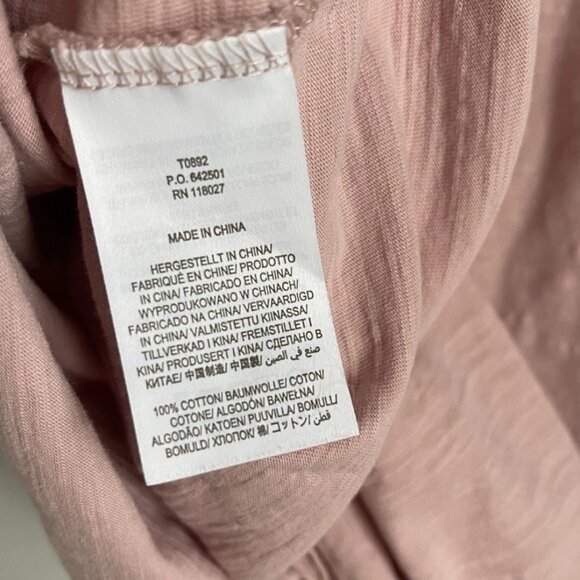 T0892
P.O. 642501
RN 118027
MADE IN CHINA
HERGESTELLT IN CHINA/
FABRIQUÉ EN CHINE/ PRODOTTO
IN CINA/ FABRICADO EN CHINA/
WYPRODUKOWANO W CHINACH/
FABRICADO NA CHINA/ VERVAARDIGD
IN CHINA/ VALMISTETTU KIINASSA/
TILLVERKAD I KINA/ FREMSTILLET I
KINA/ PRODUSERT I KINA/ СДЕЛАНО В
КИТАЕ/ 中国制造/ 中国製/ صنع في الصين
100% COTTON/ BAUMWOLLE/ COTON/
COTONE/ ALGODÓN/ BAWEŁNA/
ALGODÃO/ KATOEN/ PUUVILLA/ BOMULL/
BOMULD/ ХЛОПОК/ 棉/ コットン/ قطن